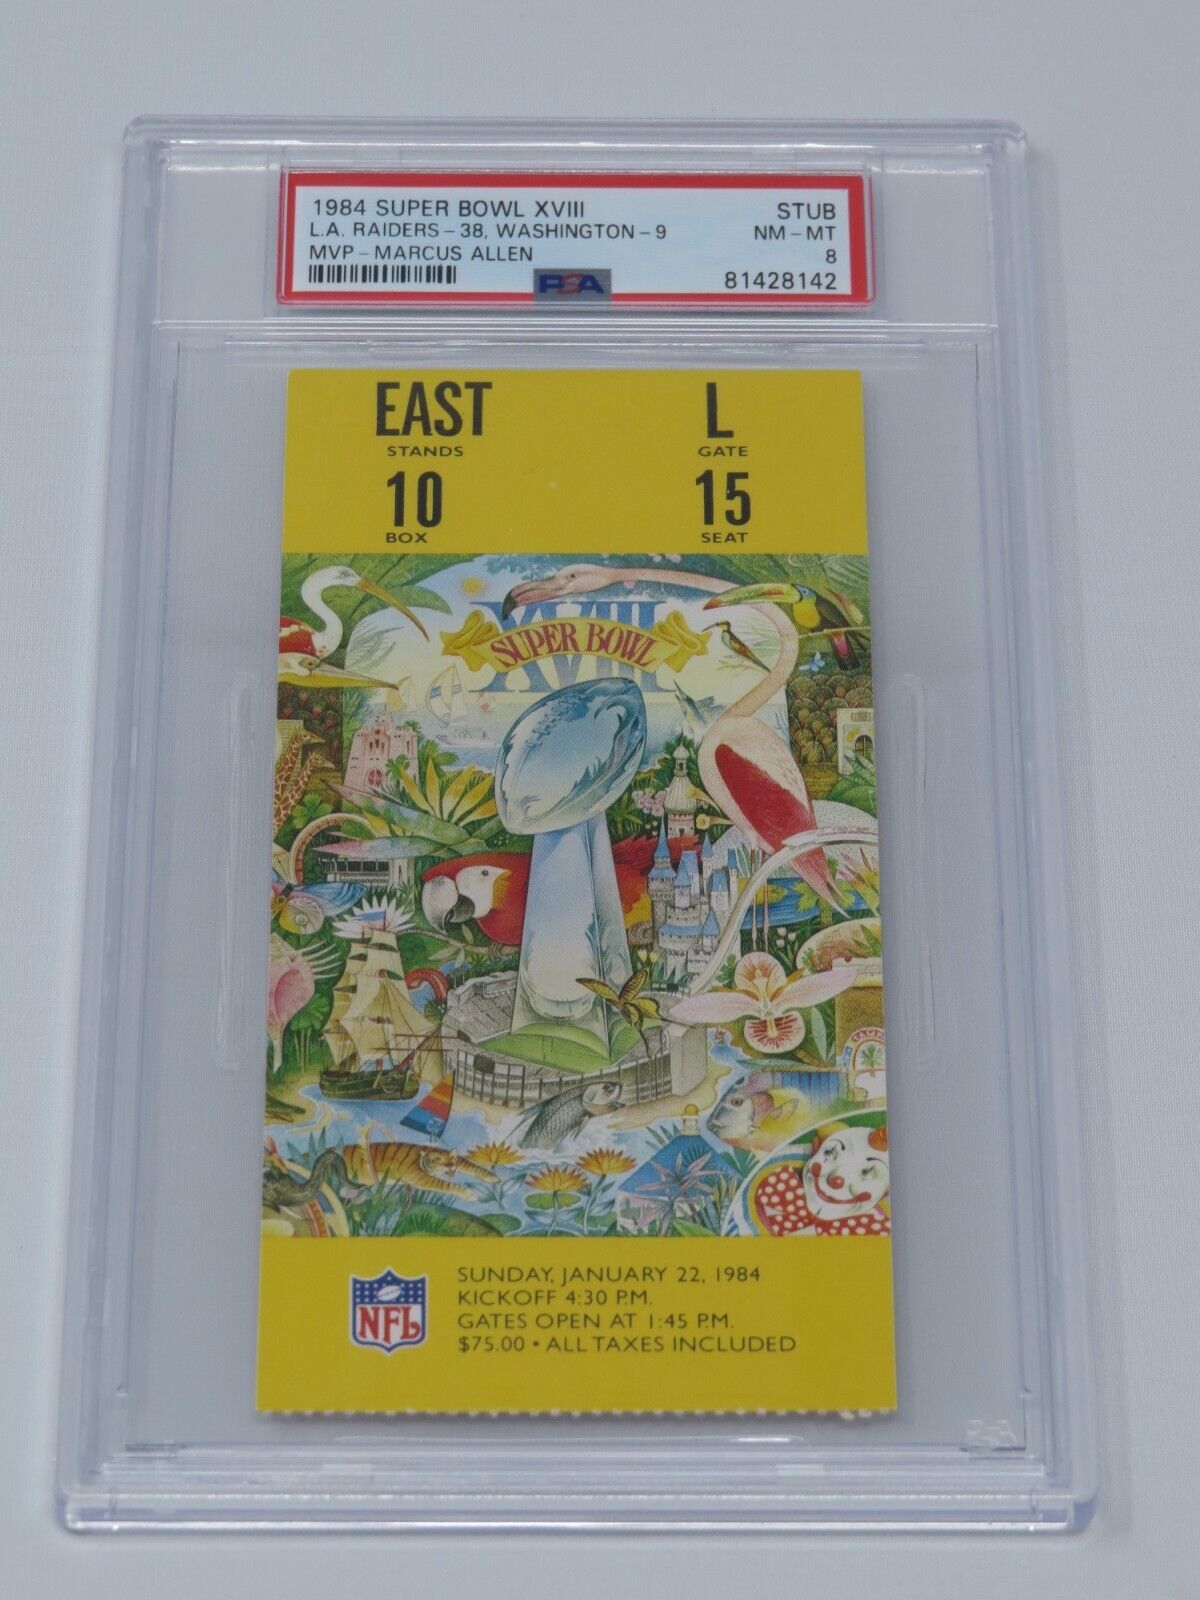 1984 SUPER BOWL XVIII STUB
L.A. RAIDERS - 38, WASHINGTON - 9 NM - MT
MVP - MARCUS ALLEN 8
PSA 81428142
EAST L
STANDS GATE
10 15
BOX SEAT
XVIII
SUPER BOWL
TAMPA
NFL
SUNDAY, JANUARY 22, 1984
KICKOFF 4:30 P.M.
GATES OPEN AT 1:45 P.M.
$75.00 • ALL TAXES INCLUDED
PSA